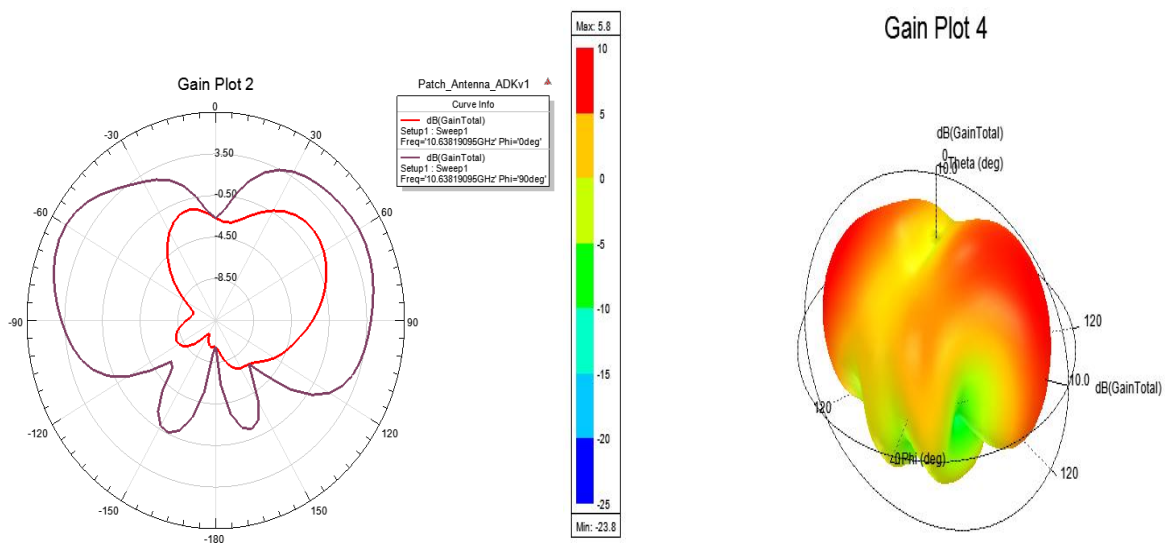 Gain Plot 2
Patch_Antenna_ADKv1
Curve Info
dB(GainTotal)
Setup1 : Sweep1
Freq='10.63819095GHz' Phi='0deg'
dB(GainTotal)
Setup1 : Sweep1
Freq='10.63819095GHz' Phi='90deg'
0
-30
30
3.50
-0.50
-60
60
-4.50
-8.50
-90
90
-120
120
-150
150
-180
Max: 5.8
10
5
0
-5
-10
-15
-20
-25
Min: -23.8
Gain Plot 4
dB(GainTotal)
0
Theta (deg)
10.0
120
10.0
dB(GainTotal)
120
0
Phi (deg)
120